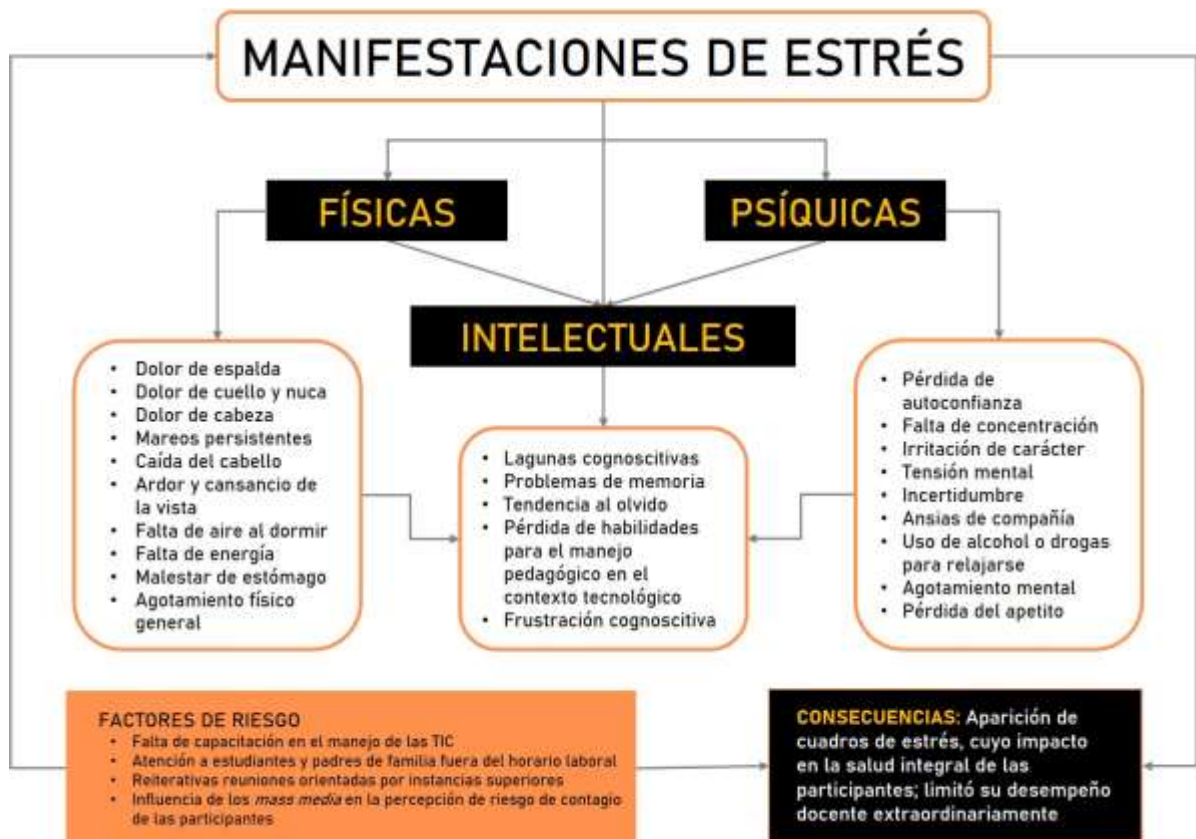 MANIFESTACIONES DE ESTRÉS
FÍSICAS
PSÍQUICAS
INTELECTUALES
• Dolor de espalda
• Dolor de cuello y nuca
• Dolor de cabeza
• Mareos persistentes
• Caída del cabello
• Ardor y cansancio de
la vista
• Falta de aire al dormir
• Falta de energía
• Malestar de estómago
• Agotamiento físico
general
• Lagunas cognoscitivas
• Problemas de memoria
• Tendencia al olvido
• Pérdida de habilidades
para el manejo
pedagógico en el
contexto tecnológico
• Frustración cognoscitiva
• Pérdida de
autoconfianza
• Falta de concentración
• Irritación de carácter
• Tensión mental
• Incertidumbre
• Ansias de compañía
• Uso de alcohol o drogas
para relajarse
• Agotamiento mental
• Pérdida del apetito
FACTORES DE RIESGO
• Falta de capacitación en el manejo de las TIC
• Atención a estudiantes y padres de familia fuera del horario laboral
• Reiterativas reuniones orientadas por instancias superiores
• Influencia de los mass media en la percepción de riesgo de contagio
de las participantes
CONSECUENCIAS: Aparición de
cuadros de estrés, cuyo impacto
en la salud integral de las
participantes; limitó su desempeño
docente extraordinariamente